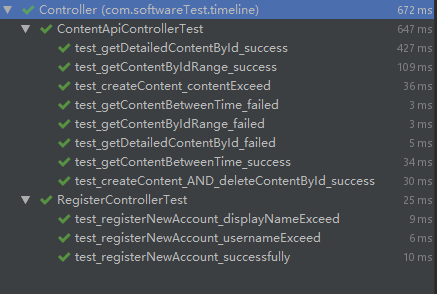 Controller (com.softwareTest.timeline) 672 ms
ContentApiControllerTest 647 ms
test_getDetailedContentById_success 427 ms
test_getContentByIdRange_success 109 ms
test_createContent_contentExceed 36 ms
test_getContentBetweenTime_failed 3 ms
test_getContentByIdRange_failed 3 ms
test_getDetailedContentById_failed 5 ms
test_getContentBetweenTime_success 34 ms
test_createContent_AND_deleteContentById_success 30 ms
RegisterControllerTest 25 ms
test_registerNewAccount_displayNameExceed 9 ms
test_registerNewAccount_usernameExceed 6 ms
test_registerNewAccount_successfully 10 ms